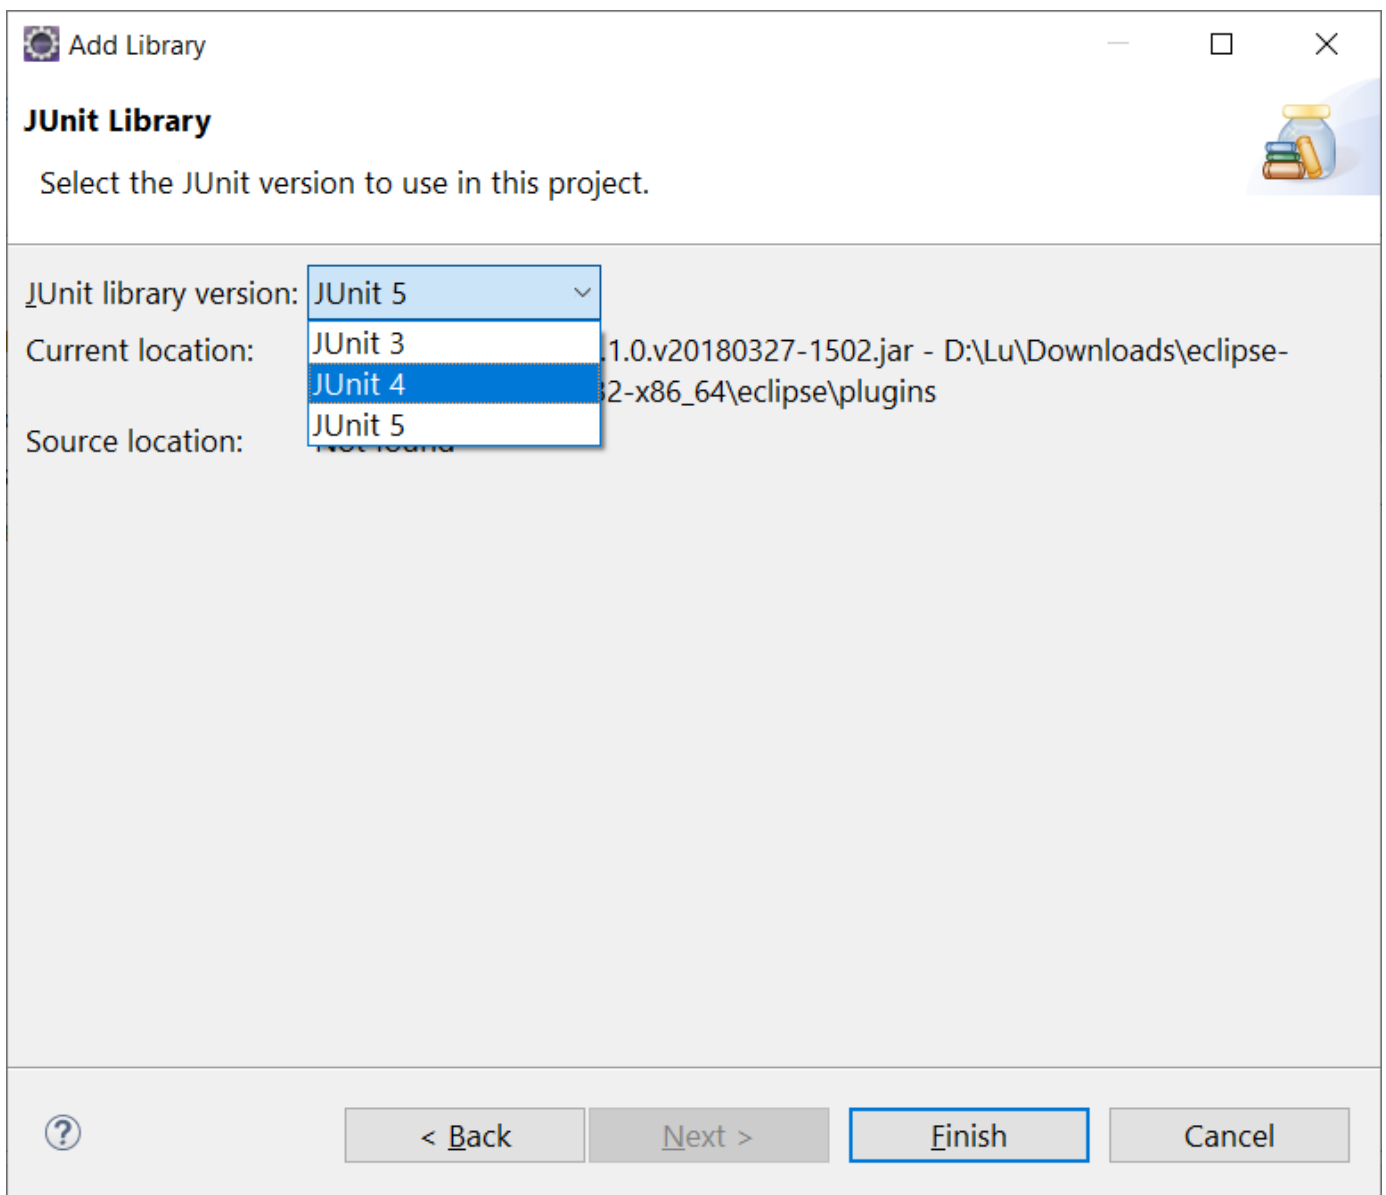 Add Library
JUnit Library
Select the JUnit version to use in this project.
JUnit library version: JUnit 5
JUnit 3
Current location: .1.0.v20180327-1502.jar - D:\Lu\Downloads\eclipse-
JUnit 4
2-x86_64\eclipse\plugins
JUnit 5
Source location:
< Back
Next >
Finish
Cancel